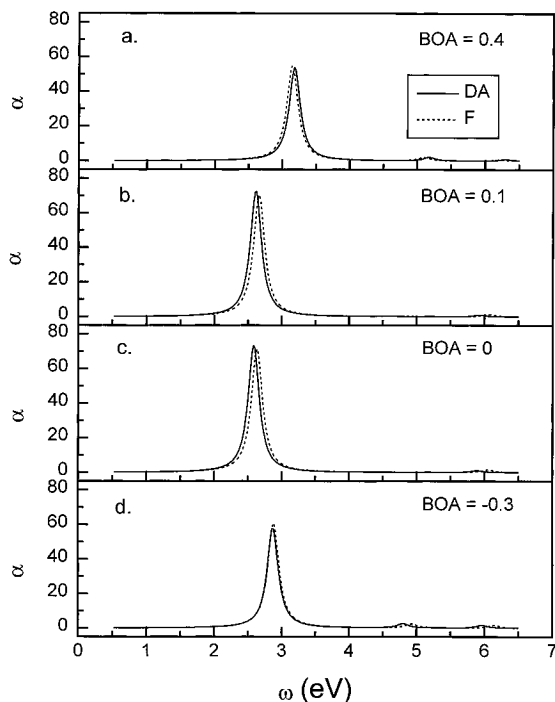 a.
BOA = 0.4
DA
F
α
80
60
40
20
0
b.
BOA = 0.1
α
80
60
40
20
0
c.
BOA = 0
α
80
60
40
20
0
d.
BOA = -0.3
α
80
60
40
20
0
0 1 2 3 4 5 6 7
ω (eV)